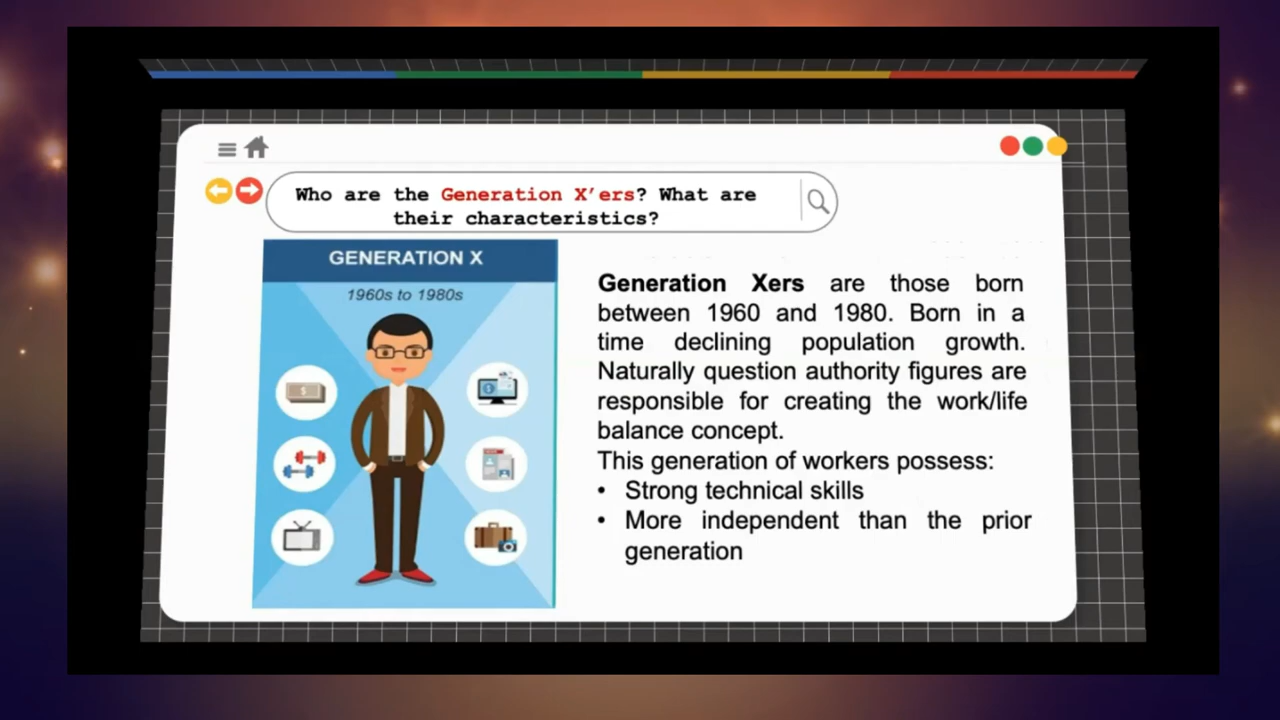 Who are the Generation X'ers? What are
their characteristics?
GENERATION X
1960s to 1980s
Generation Xers are those born
between 1960 and 1980. Born in a
time declining population growth.
Naturally question authority figures are
responsible for creating the work/life
balance concept.
This generation of workers possess:
• Strong technical skills
• More independent than the prior
generation